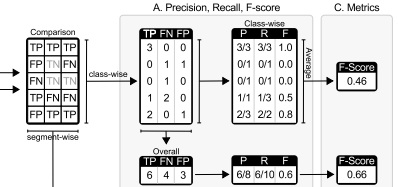 A. Precision, Recall, F-score
C. Metrics
Comparison
TP TP TP
FP TN FN
TN TN TN
TP FN FN
FP TP TP
segment-wise
class-wise
TP FN FP
3 0 0
0 1 1
0 1 0
1 2 0
2 0 1
Class-wise
P R F
3/3 3/3 1.0
0/1 0/1 0.0
0/1 0/1 0.0
1/1 1/3 0.5
2/3 2/2 0.8
Average
F-Score
0.46
Overall
TP FN FP
6 4 3
P R F
6/8 6/10 0.6
F-Score
0.66